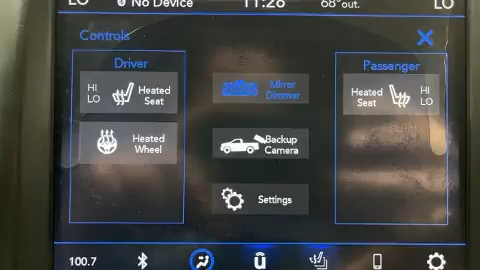 LO No Device 11:28 68° out. LO
Controls
Driver
Passenger
HI
LO
Heated
Seat
Mirror
Dimmer
Heated
Seat
HI
LO
Heated
Wheel
Backup
Camera
Settings
100.7